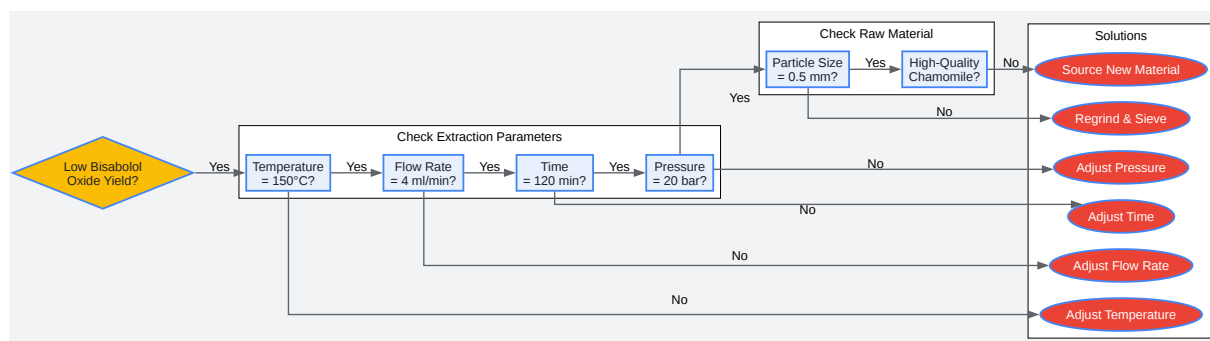 Check Raw Material
Solutions
Particle Size
= 0.5 mm?
Yes
High-Quality
Chamomile?
No
Source New Material
Yes
No
Regrind & Sieve
Check Extraction Parameters
Low Bisabolol
Oxide Yield?
Yes
Temperature
= 150°C?
Yes
Flow Rate
= 4 ml/min?
Yes
Time
= 120 min?
Yes
Pressure
= 20 bar?
No
Adjust Pressure
No
Adjust Time
No
Adjust Flow Rate
No
Adjust Temperature